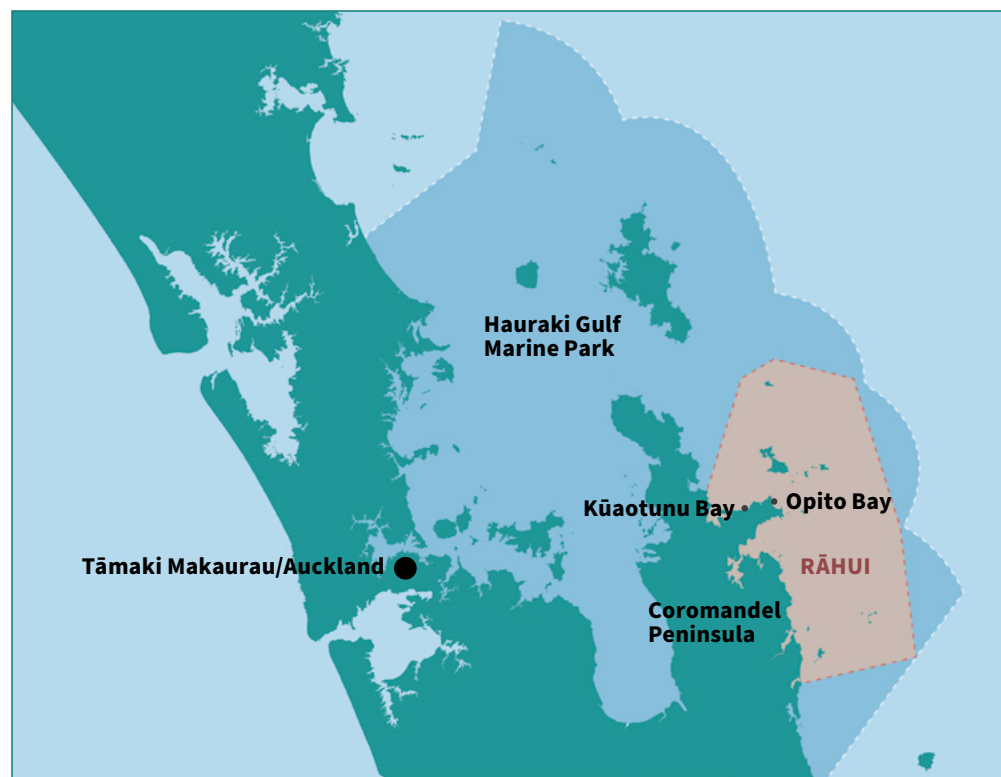 Hauraki Gulf
Marine Park
Kūaotunu Bay
Opito Bay
Tāmaki Makaurau/Auckland
RĀHUI
Coromandel
Peninsula